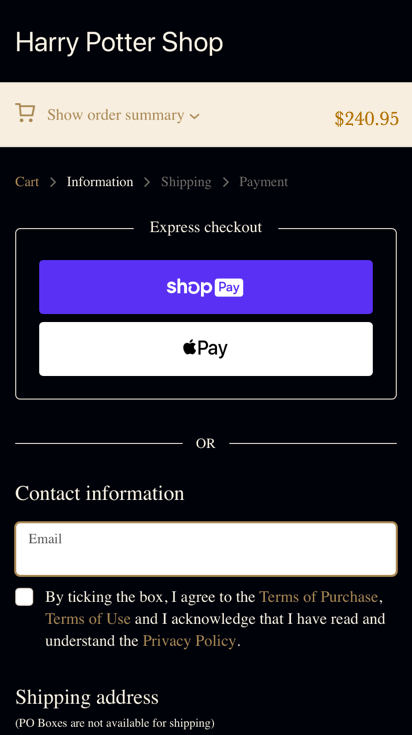 Harry Potter Shop
Show order summary
$240.95
Cart > Information > Shipping > Payment
Express checkout
shop Pay
Pay
OR
Contact information
Email
By ticking the box, I agree to the Terms of Purchase,
Terms of Use and I acknowledge that I have read and
understand the Privacy Policy.
Shipping address
(PO Boxes are not available for shipping)